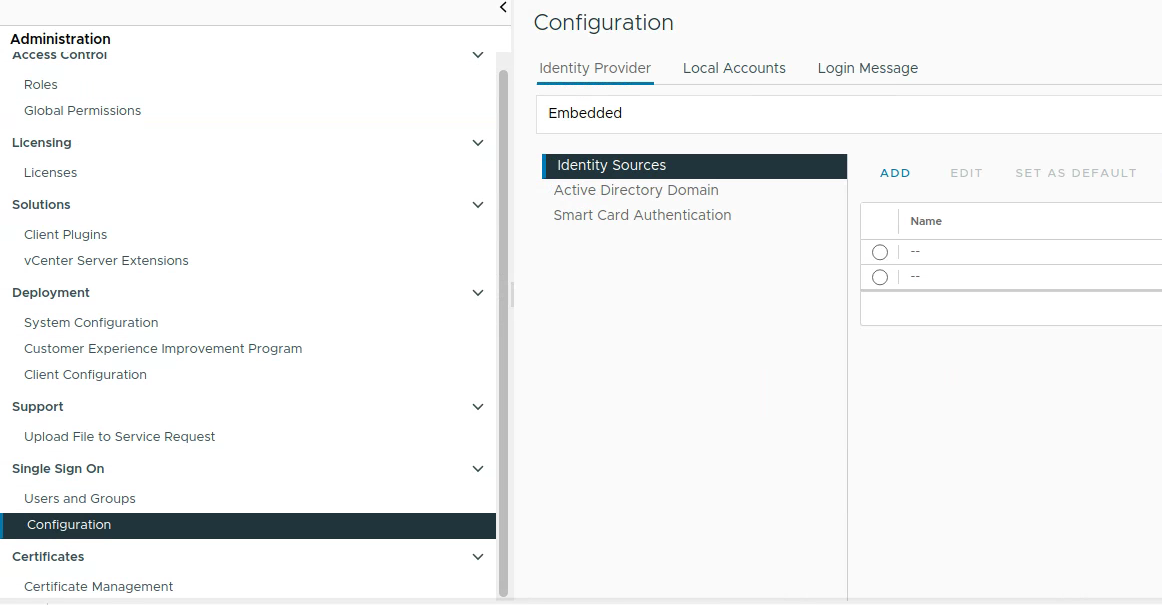 Administration
Access Control
Roles
Global Permissions
Licensing
Licenses
Solutions
Client Plugins
vCenter Server Extensions
Deployment
System Configuration
Customer Experience Improvement Program
Client Configuration
Support
Upload File to Service Request
Single Sign On
Users and Groups
Configuration
Certificates
Certificate Management
Configuration
Identity Provider Local Accounts Login Message
Embedded
Identity Sources
Active Directory Domain
Smart Card Authentication
ADD EDIT SET AS DEFAULT
Name
--
--